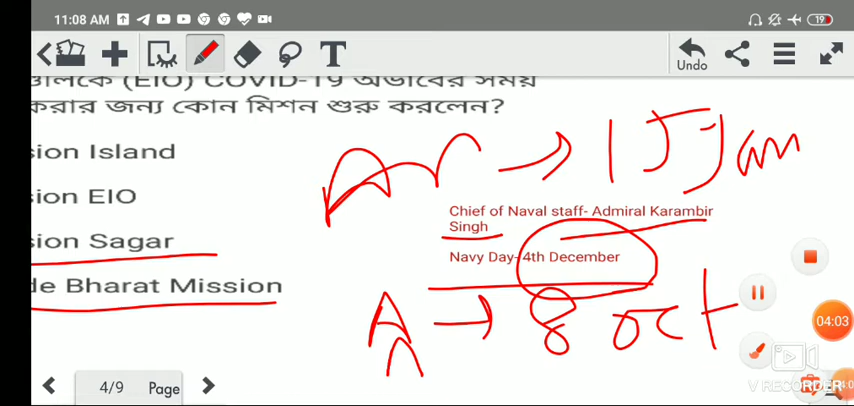 11:08 AM
19
T
Undo
(EIO) COVID-19 অভাবের সময়
করার জন্য কোন মিশন শুরু করলেন?
sion Island
sion EIO
sion Sagar
de Bharat Mission
Ar → 15 Jan
Chief of Naval staff- Admiral Karambir
Singh
Navy Day- 4th December
→ 8 oct
04:03
4/9 Page
V RECORDER